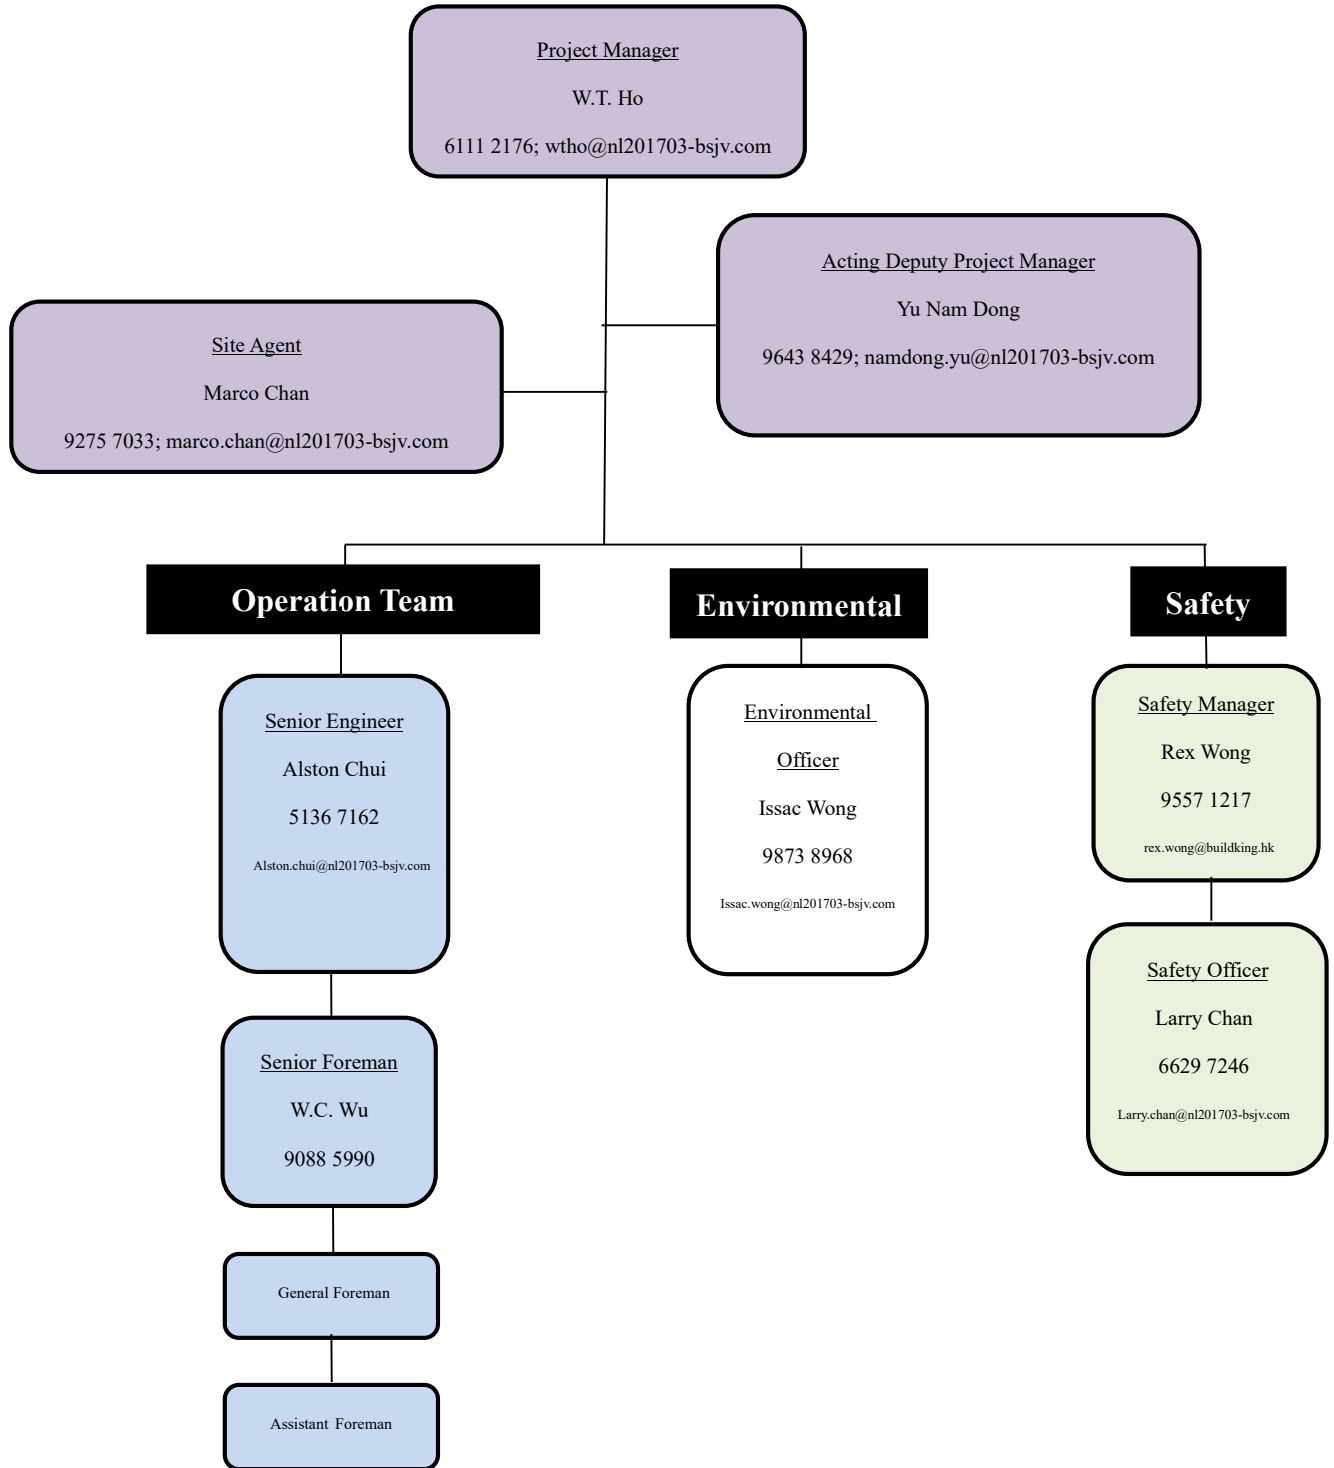 Project Manager
W.T. Ho
6111 2176; wtho@nl201703-bsjv.com
Acting Deputy Project Manager
Yu Nam Dong
9643 8429; namdong.yu@nl201703-bsjv.com
Site Agent
Marco Chan
9275 7033; marco.chan@nl201703-bsjv.com
Operation Team
Environmental
Safety
Senior Engineer
Alston Chui
5136 7162
Alston.chui@nl201703-bsjv.com
Environmental
Officer
Issac Wong
9873 8968
Issac.wong@nl201703-bsjv.com
Safety Manager
Rex Wong
9557 1217
rex.wong@buildking.hk
Safety Officer
Larry Chan
6629 7246
Larry.chan@nl201703-bsjv.com
Senior Foreman
W.C. Wu
9088 5990
General Foreman
Assistant Foreman